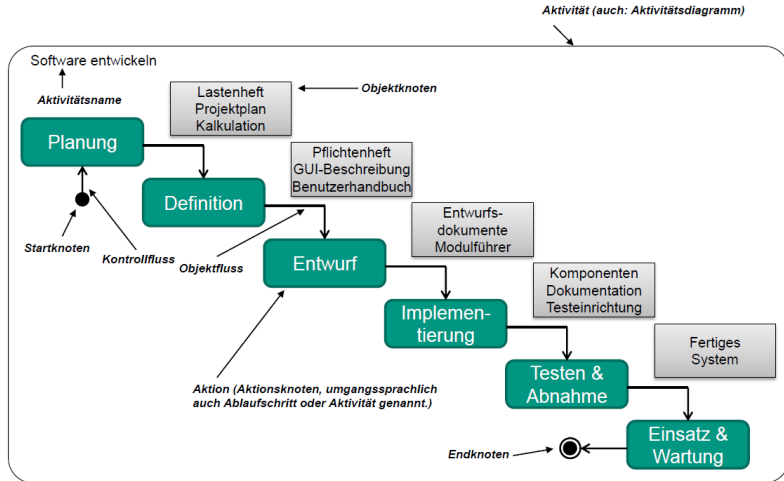 Aktivität (auch: Aktivitätsdiagramm)
Software entwickeln
Aktivitätsname
Lastenheft
Projektplan
Kalkulation
Objektknoten
Planung
Pflichtenheft
GUI-Beschreibung
Benutzerhandbuch
Definition
Startknoten
Kontrollfluss
Objektfluss
Entwurfs-
dokumente
Modulführer
Entwurf
Komponenten
Dokumentation
Testeinrichtung
Implemen-
tierung
Fertiges
System
Testen &
Abnahme
Aktion (Aktionsknoten, umgangssprachlich
auch Ablaufschritt oder Aktivität genannt.)
Einsatz &
Wartung
Endknoten